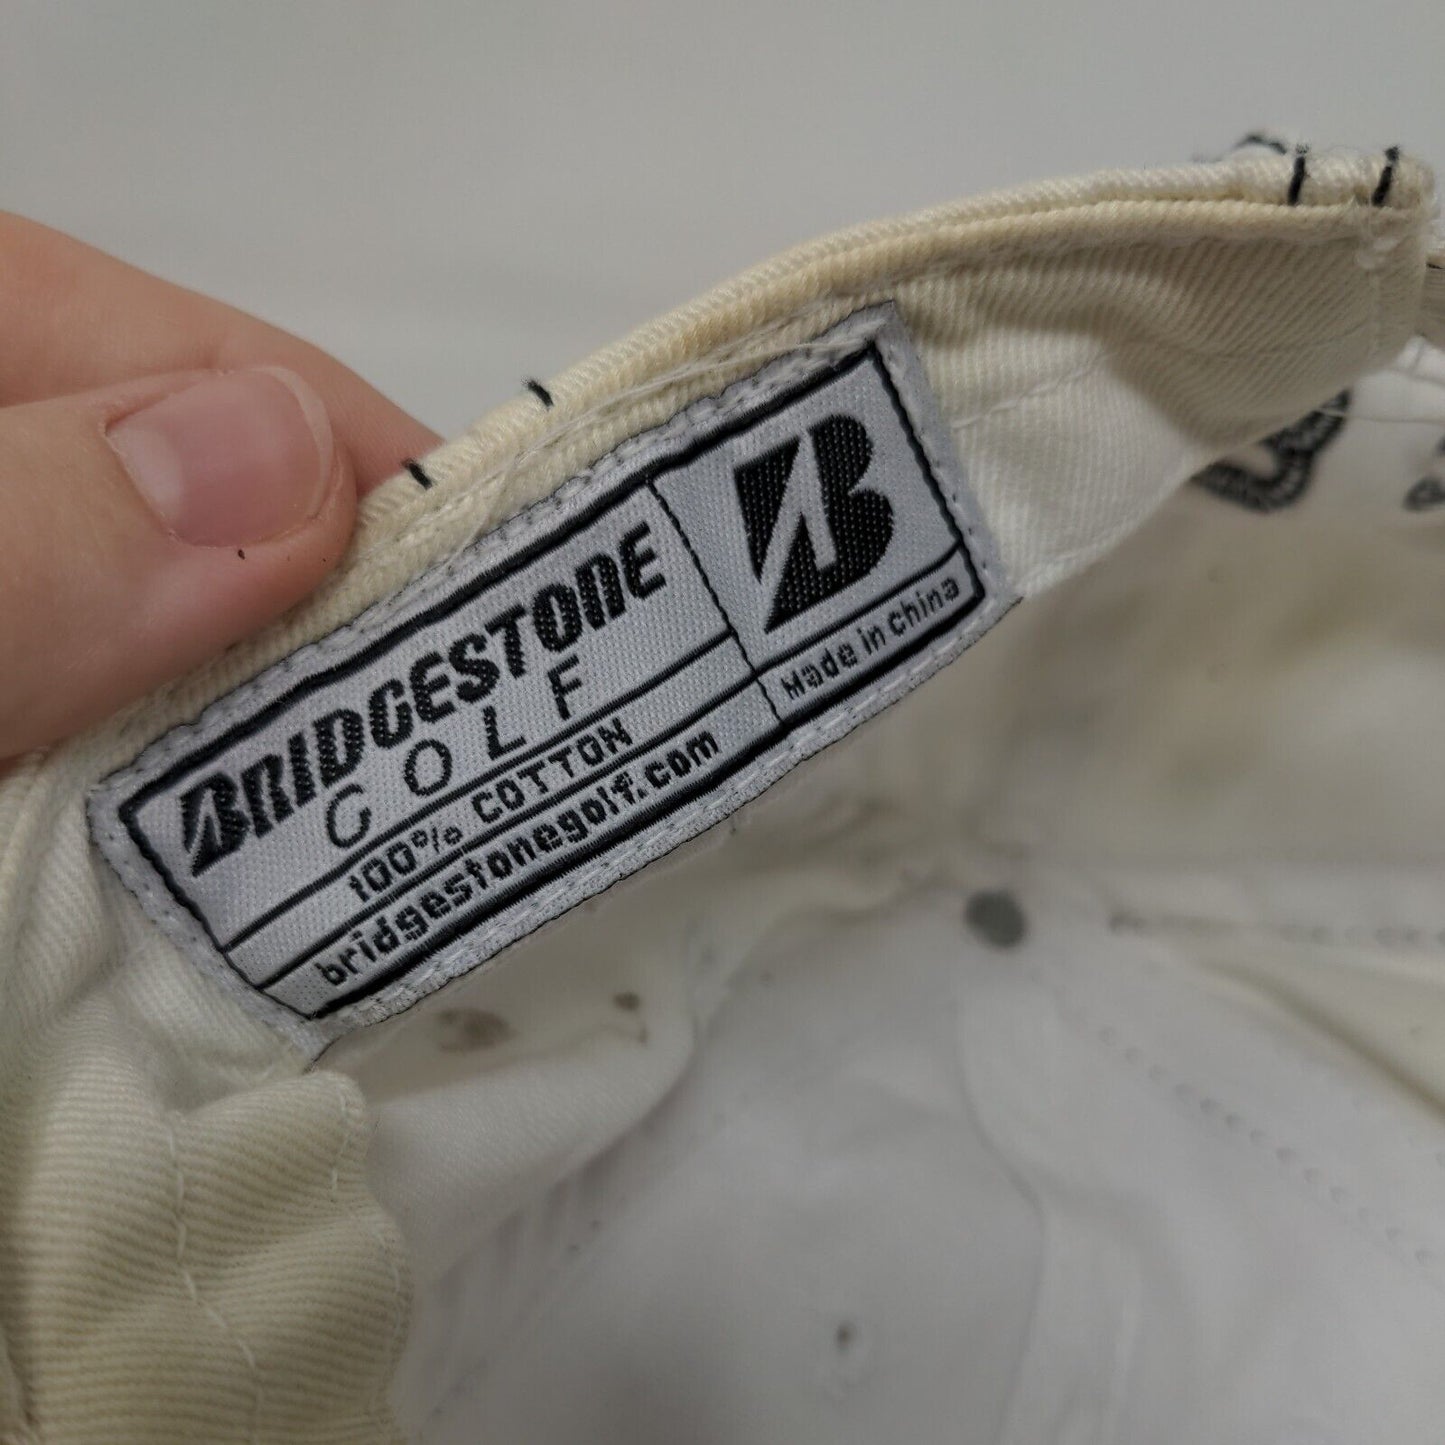 BRIDGESTONE
GOLF
100% COTTON
bridgestonegolf.com
B
Made in china